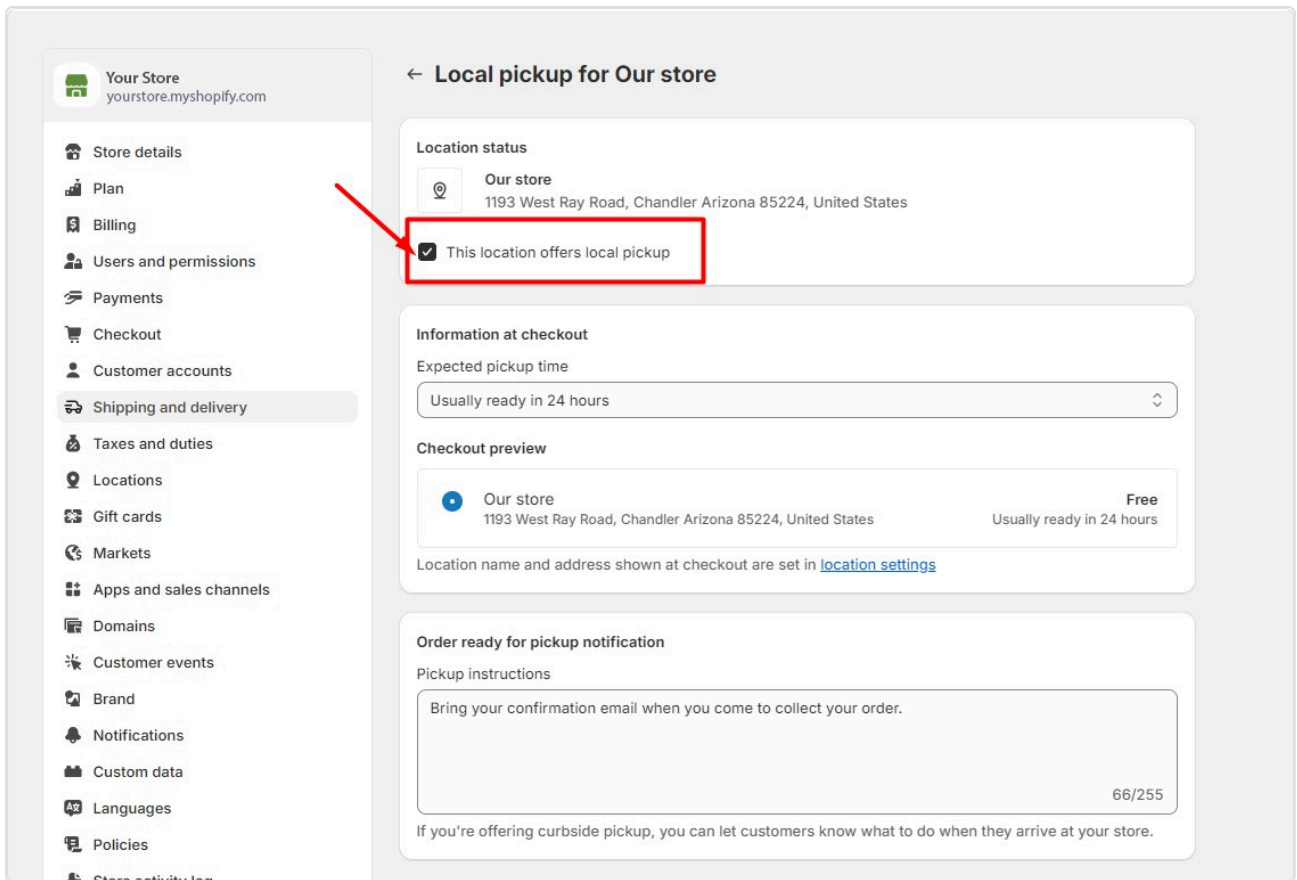 Your Store
yourstore.myshopify.com
Store details
Plan
Billing
Users and permissions
Payments
Checkout
Customer accounts
Shipping and delivery
Taxes and duties
Locations
Gift cards
Markets
Apps and sales channels
Domains
Customer events
Brand
Notifications
Custom data
Languages
Policies
Store activity log
Local pickup for Our store
Location status
Our store
1193 West Ray Road, Chandler Arizona 85224, United States
This location offers local pickup
Information at checkout
Expected pickup time
Usually ready in 24 hours
Checkout preview
Our store
Free
1193 West Ray Road, Chandler Arizona 85224, United States
Usually ready in 24 hours
Location name and address shown at checkout are set in location settings
Order ready for pickup notification
Pickup instructions
Bring your confirmation email when you come to collect your order.
66/255
If you're offering curbside pickup, you can let customers know what to do when they arrive at your store.